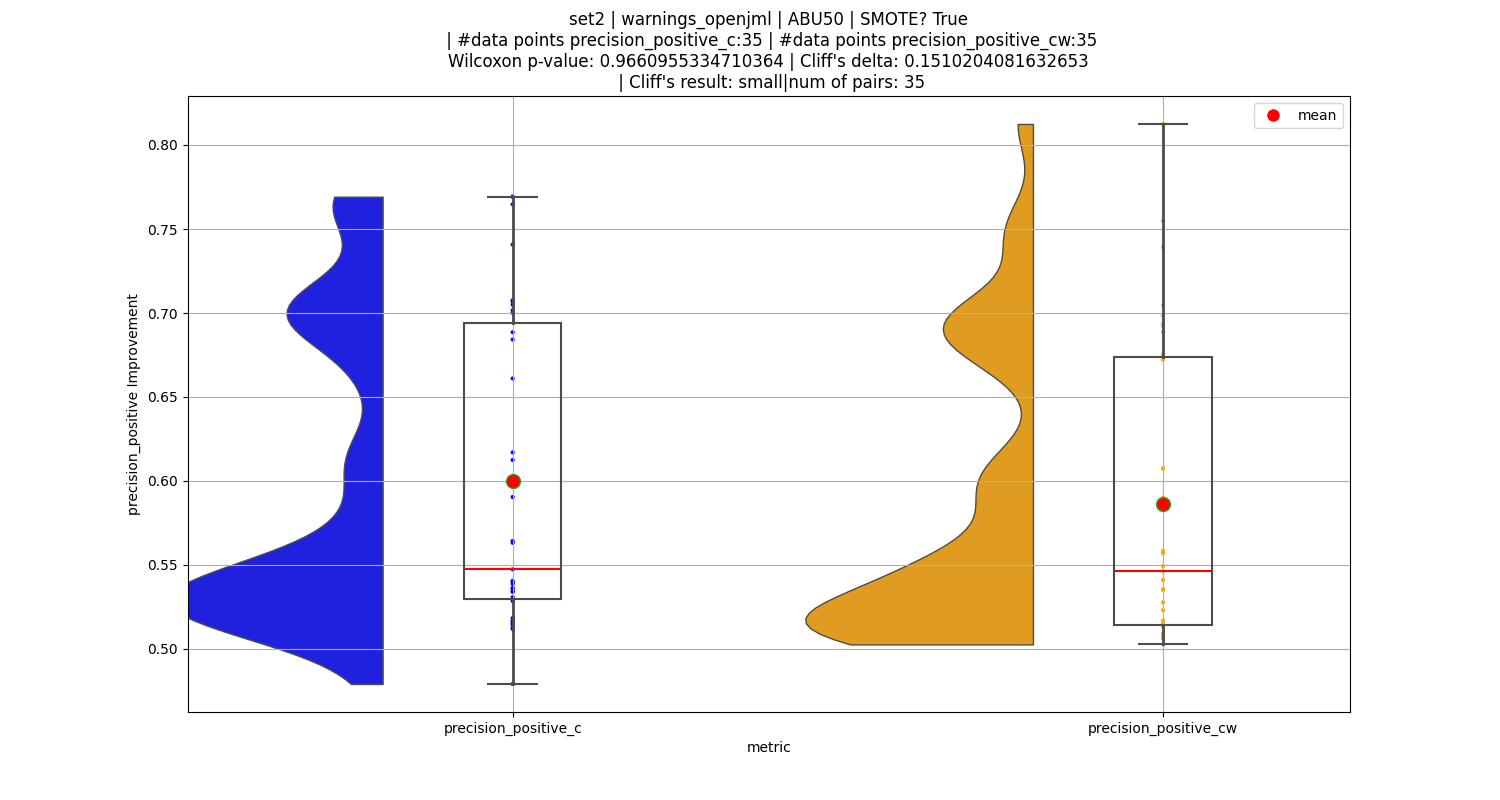 set2 | warnings_openjml | ABU50 | SMOTE? True
| #data points precision_positive_c:35 | #data points precision_positive_cw:35
Wilcoxon p-value: 0.9660955334710364 | Cliff's delta: 0.1510204081632653
| Cliff's result: small|num of pairs: 35
mean
0.80
0.75
0.70
0.65
0.60
0.55
0.50
precision_positive Improvement
precision_positive_c
precision_positive_cw
metric